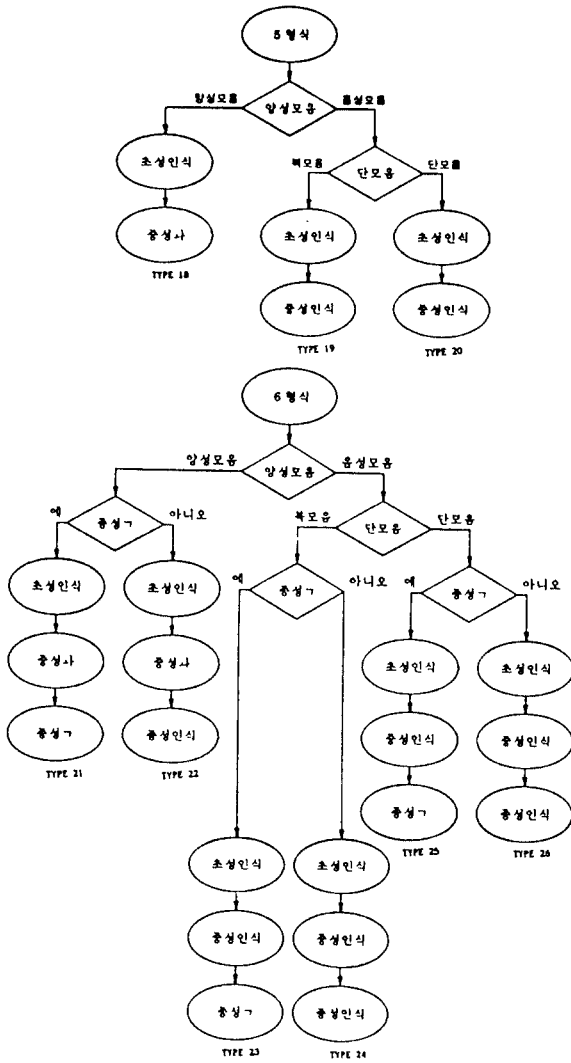 5 형식
양성모음 양성모음 음성모음
초성인식 복모음 단모음 단모음
중성ㅘ 초성인식 초성인식
TYPE 18
중성인식 중성인식
TYPE 19 TYPE 20
6 형식
양성모음 양성모음 음성모음
예 종성ㄱ 아니오 복모음 단모음 단모음
초성인식 초성인식 예 종성ㄱ 아니오 예 종성ㄱ 아니오
중성ㅘ 중성ㅘ 초성인식 초성인식
종성ㄱ 종성인식 중성인식 중성인식
TYPE 21 TYPE 22
종성ㄱ 종성인식
TYPE 25 TYPE 26
초성인식 초성인식
중성인식 중성인식
종성ㄱ 종성인식
TYPE 23 TYPE 24